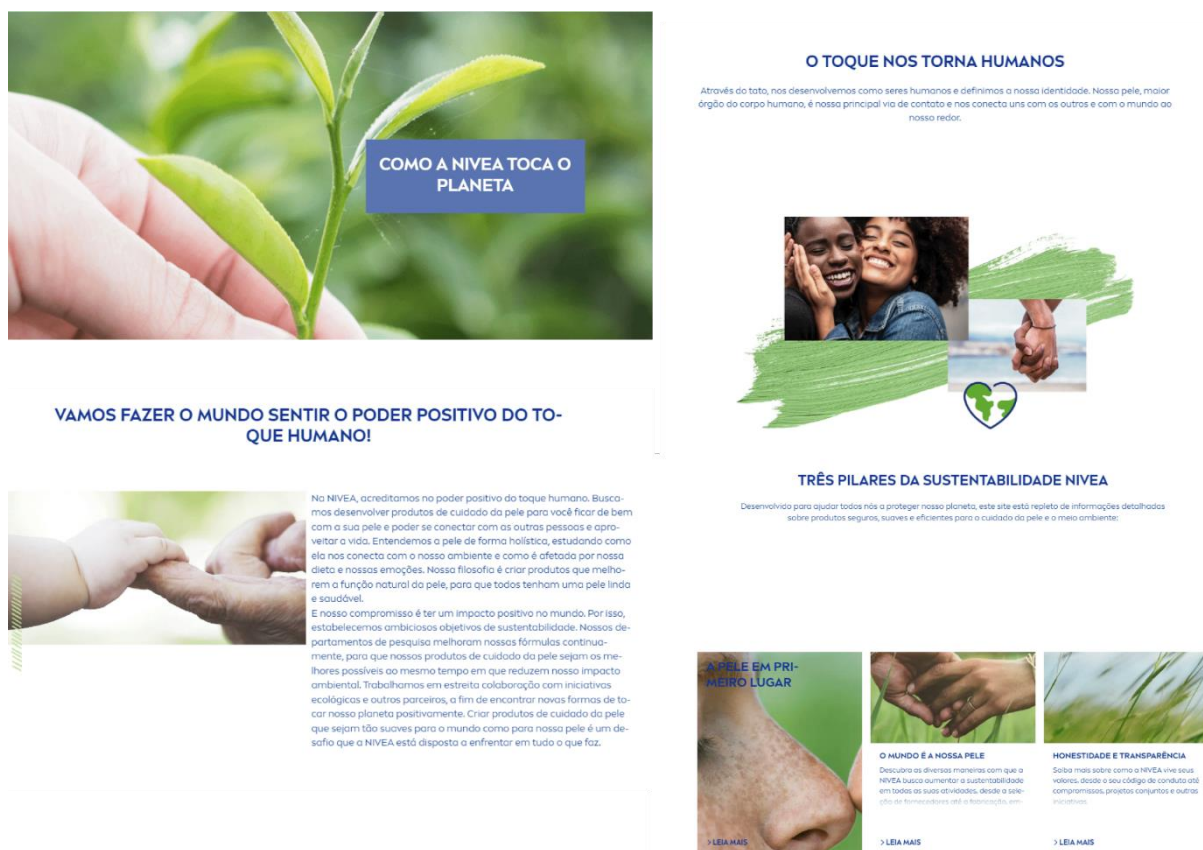 COMO A NIVEA TOCA O
PLANETA
VAMOS FAZER O MUNDO SENTIR O PODER POSITIVO DO TO-
QUE HUMANO!
Na NIVEA, acreditamos no poder positivo do toque humano. Busca-
mos desenvolver produtos de cuidado da pele para você ficar de bem
com a sua pele e poder se conectar com as outras pessoas e apro-
veitar a vida. Entendemos a pele de forma holística, estudando como
ela nos conecta com o nosso ambiente e como é afetada por nossa
dieta e nossas emoções. Nossa filosofia é criar produtos que melho-
rem a função natural da pele, para que todos tenham uma pele linda
e saudável.
E nosso compromisso é ter um impacto positivo no mundo. Por isso,
estabelecemos ambiciosos objetivos de sustentabilidade. Nossos de-
partamentos de pesquisa melhoram nossas fórmulas continua-
mente, para que nossos produtos de cuidado da pele sejam os me-
lhores possíveis ao mesmo tempo em que reduzem nosso impacto
ambiental. Trabalhamos em estreita colaboração com iniciativas
ecológicas e outros parceiros, a fim de encontrar novas formas de to-
car nosso planeta positivamente. Criar produtos de cuidado da pele
que sejam tão suaves para o mundo como para nossa pele é um de-
safio que a NIVEA está disposta a enfrentar em tudo o que faz.
O TOQUE NOS TORNA HUMANOS
Através do tato, nos desenvolvemos como seres humanos e definimos a nossa identidade. Nossa pele, maior
órgão do corpo humano, é nossa principal via de contato e nos conecta uns com os outros e com o mundo ao
nosso redor.
TRÊS PILARES DA SUSTENTABILIDADE NIVEA
Desenvolvido para ajudar todos nós a proteger nosso planeta, este site está repleto de informações detalhadas
sobre produtos seguros, suaves e eficientes para o cuidado da pele e o meio ambiente:
A PELE EM PRI-
MEIRO LUGAR
> LEIA MAIS
O MUNDO É A NOSSA PELE
Descubra as diversas maneiras com que a
NIVEA busca aumentar a sustentabilidade
em todas as suas atividades, desde a sele-
ção de fornecedores até a fabricação, em-
> LEIA MAIS
HONESTIDADE E TRANSPARÊNCIA
Saiba mais sobre como a NIVEA vive seus
valores, desde o seu código de conduta até
compromissos, projetos conjuntos e outras
iniciativas.
> LEIA MAIS